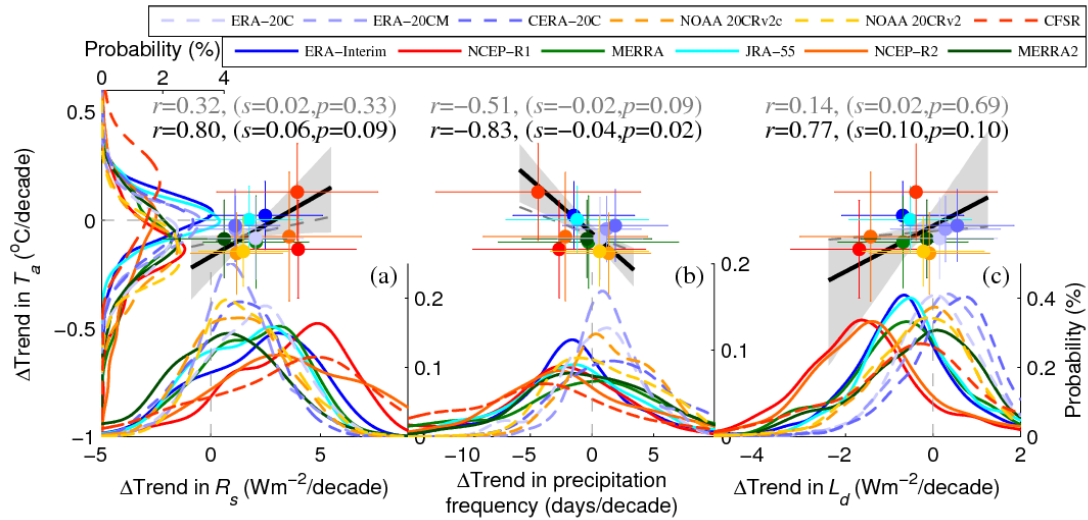 ERA−20C ERA−20CM CERA−20C NOAA 20CRv2c NOAA 20CRv2 CFSR
Probability (%)
ERA−Interim NCEP−R1 MERRA JRA−55 NCEP−R2 MERRA2
0 2 4
r=0.32, (s=0.02,p=0.33) r=−0.51, (s=−0.02,p=0.09) r=0.14, (s=0.02,p=0.69)
r=0.80, (s=0.06,p=0.09) r=−0.83, (s=−0.04,p=0.02) r=0.77, (s=0.10,p=0.10)
0.5
0
−0.5
−1
ΔTrend in Ta (⁰C/decade)
(a) (b) (c)
0.2
0.1
0
0.2
0.1
0
0.4
0.2
0
Probability (%)
−5 0 5 −10 −5 0 5 −2 0 2
ΔTrend in Rs (Wm−2/decade) ΔTrend in precipitation ΔTrend in Ld (Wm−2/decade)
frequency (days/decade)